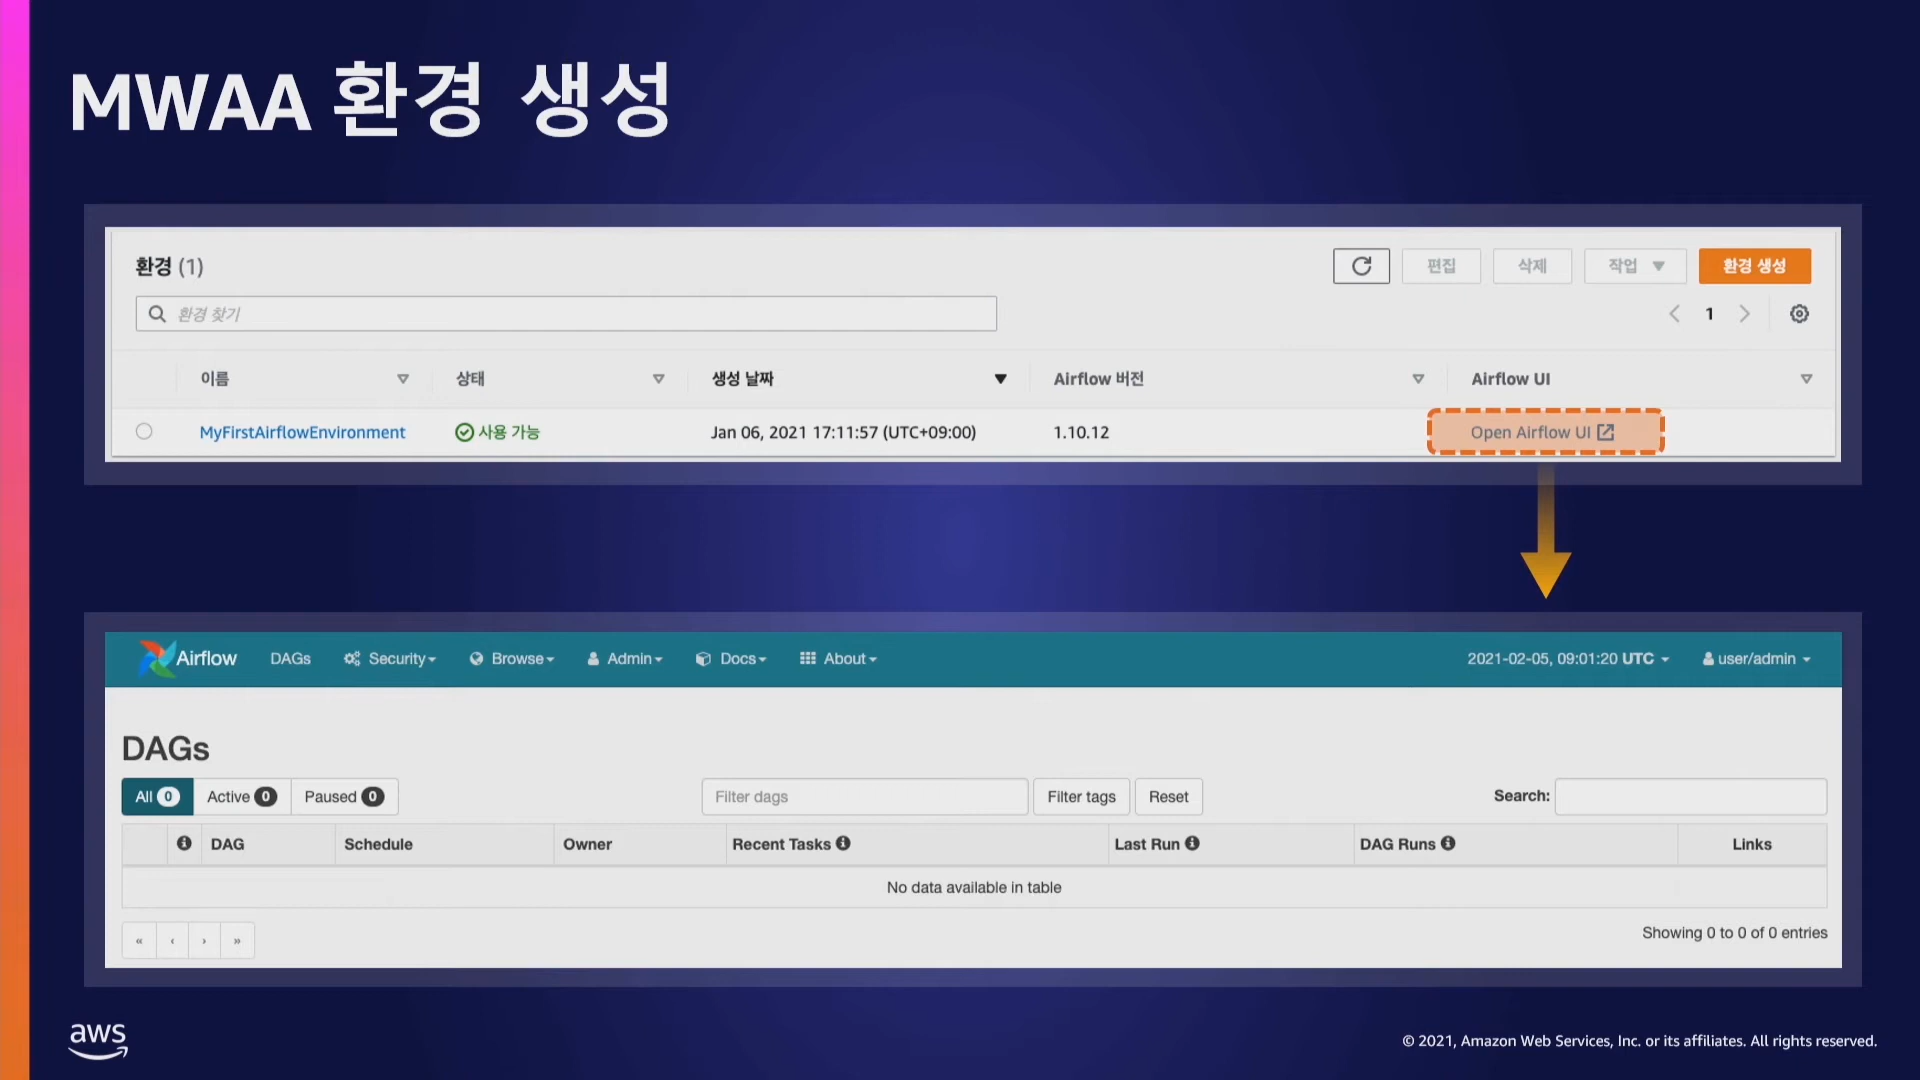 MWAA 환경 생성
환경 (1)
편집
삭제
작업
환경 생성
환경 찾기
1
이름
상태
생성 날짜
Airflow 버전
Airflow UI
MyFirstAirflowEnvironment
사용 가능
Jan 06, 2021 17:11:57 (UTC+09:00)
1.10.12
Open Airflow UI
Airflow
DAGs
Security
Browse
Admin
Docs
About
2021-02-05, 09:01:20 UTC
user/admin
DAGs
All 0
Active 0
Paused 0
Filter dags
Filter tags
Reset
Search:
DAG
Schedule
Owner
Recent Tasks
Last Run
DAG Runs
Links
No data available in table
« ‹ › »
Showing 0 to 0 of 0 entries
aws
© 2021, Amazon Web Services, Inc. or its affiliates. All rights reserved.